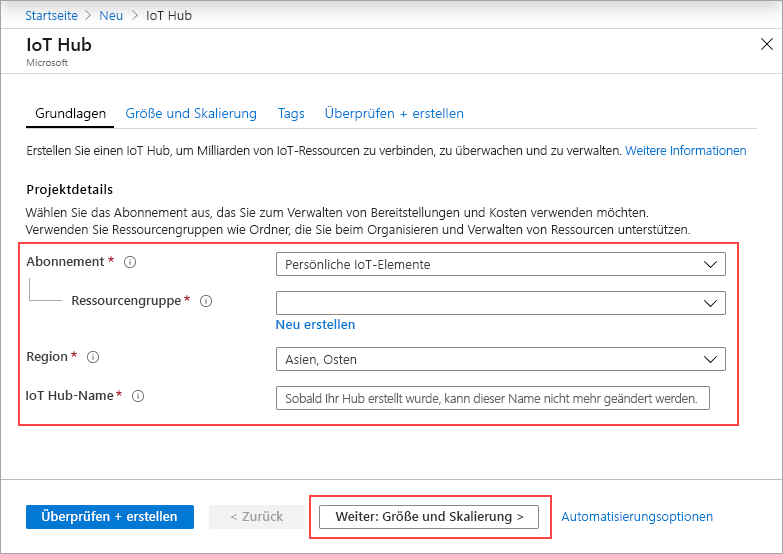 Startseite > Neu > IoT Hub
IoT Hub
Microsoft
Grundlagen Größe und Skalierung Tags Überprüfen + erstellen
Erstellen Sie einen IoT Hub, um Milliarden von IoT-Ressourcen zu verbinden, zu überwachen und zu verwalten. Weitere Informationen
Projektdetails
Wählen Sie das Abonnement aus, das Sie zum Verwalten von Bereitstellungen und Kosten verwenden möchten.
Verwenden Sie Ressourcengruppen wie Ordner, die Sie beim Organisieren und Verwalten von Ressourcen unterstützen.
Abonnement * Persönliche IoT-Elemente
Ressourcengruppe *
Neu erstellen
Region * Asien, Osten
IoT Hub-Name * Sobald Ihr Hub erstellt wurde, kann dieser Name nicht mehr geändert werden.
Überprüfen + erstellen < Zurück Weiter: Größe und Skalierung > Automatisierungsoptionen